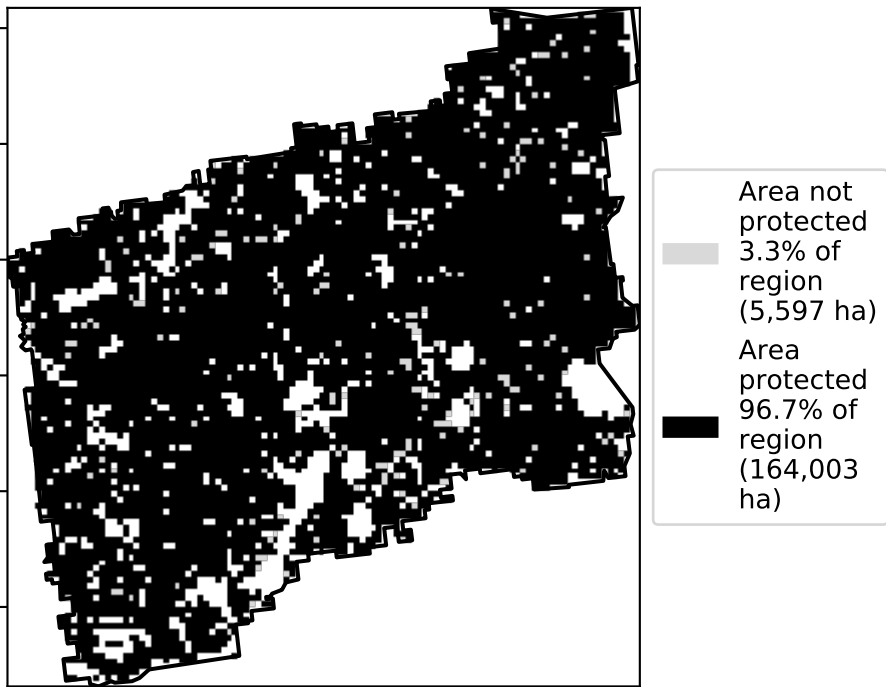 Area not
protected
3.3% of
region
(5,597 ha)
Area
protected
96.7% of
region
(164,003
ha)